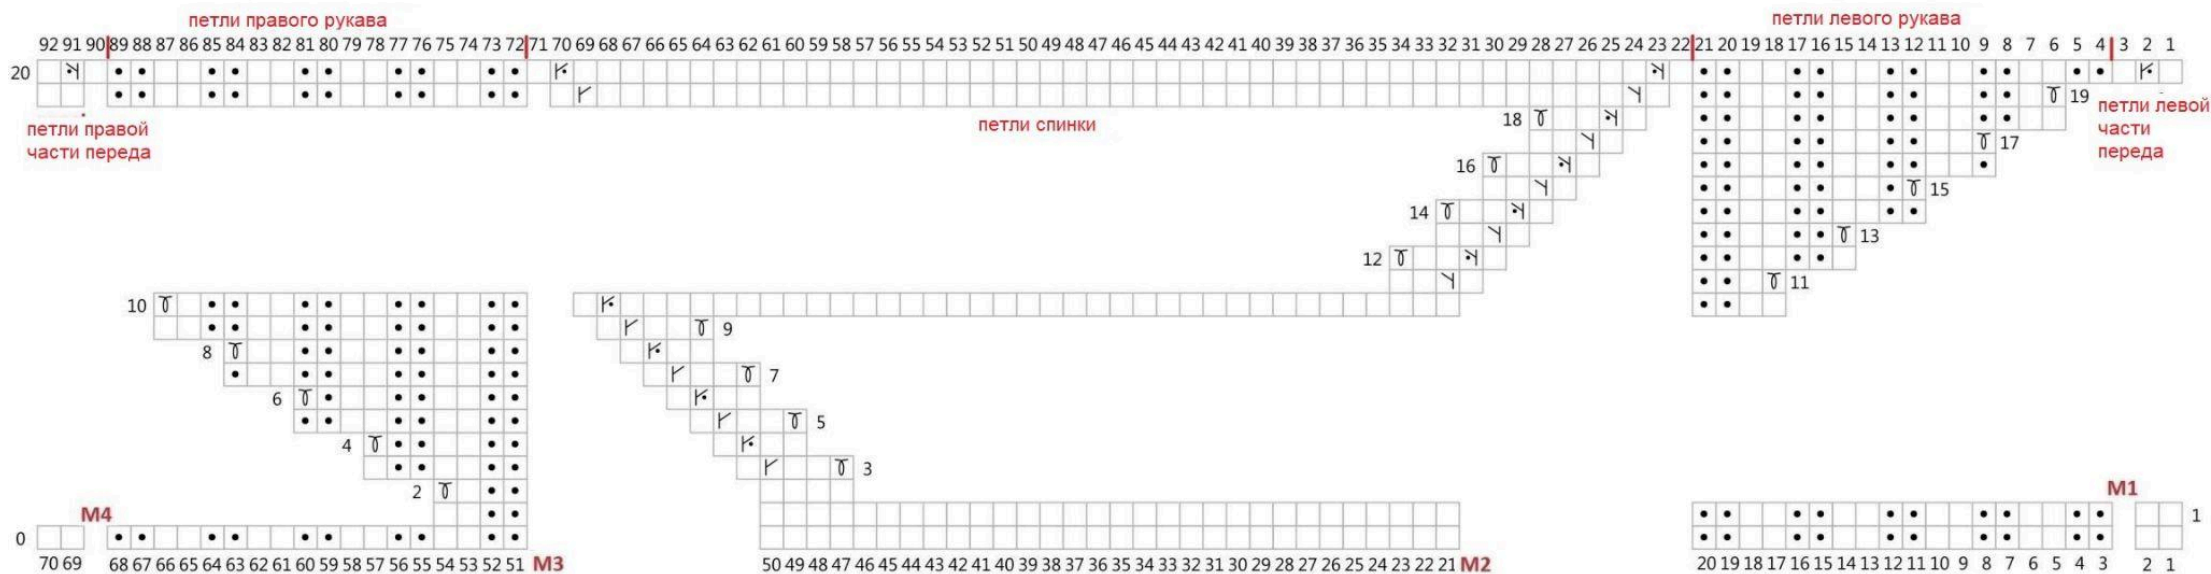 петли правого рукава
петли левого рукава
92 91 90 89 88 87 86 85 84 83 82 81 80 79 78 77 76 75 74 73 72 71 70 69 68 67 66 65 64 63 62 61 60 59 58 57 56 55 54 53 52 51 50 49 48 47 46 45 44 43 42 41 40 39 38 37 36 35 34 33 32 31 30 29 28 27 26 25 24 23 22 21 20 19 18 17 16 15 14 13 12 11 10 9 8 7 6 5 4 3 2 1
20
19
петли правой
части переда
петли спинки
18
петли левой
части
переда
17
16
15
14
13
12
11
10
9
8
7
6
5
4
3
2
M4
M1
1
0
70 69 68 67 66 65 64 63 62 61 60 59 58 57 56 55 54 53 52 51 M3 50 49 48 47 46 45 44 43 42 41 40 39 38 37 36 35 34 33 32 31 30 29 28 27 26 25 24 23 22 21 M2 20 19 18 17 16 15 14 13 12 11 10 9 8 7 6 5 4 3 2 1